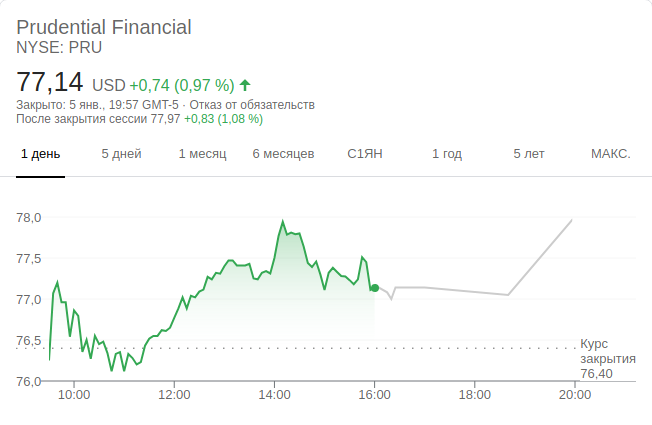 Prudential Financial
NYSE: PRU
77,14 USD +0,74 (0,97 %)
Закрыто: 5 янв., 19:57 GMT-5 · Отказ от обязательств
После закрытия сессии 77,97 +0,83 (1,08 %)
1 день 5 дней 1 месяц 6 месяцев С1ЯН 1 год 5 лет МАКС.
78,0
77,5
77,0
76,5
76,0
Курс
закрытия
76,40
10:00 12:00 14:00 16:00 18:00 20:00